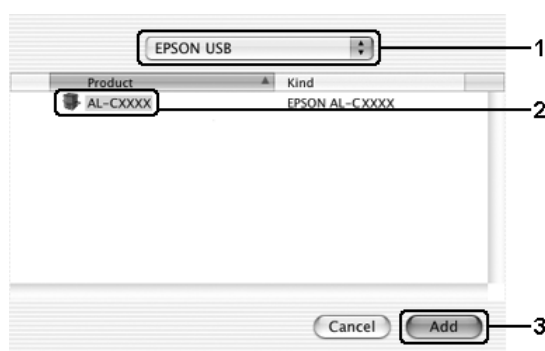 EPSON USB
1
Product Kind
AL-CXXXX EPSON AL-CXXXX
2
Cancel Add
3